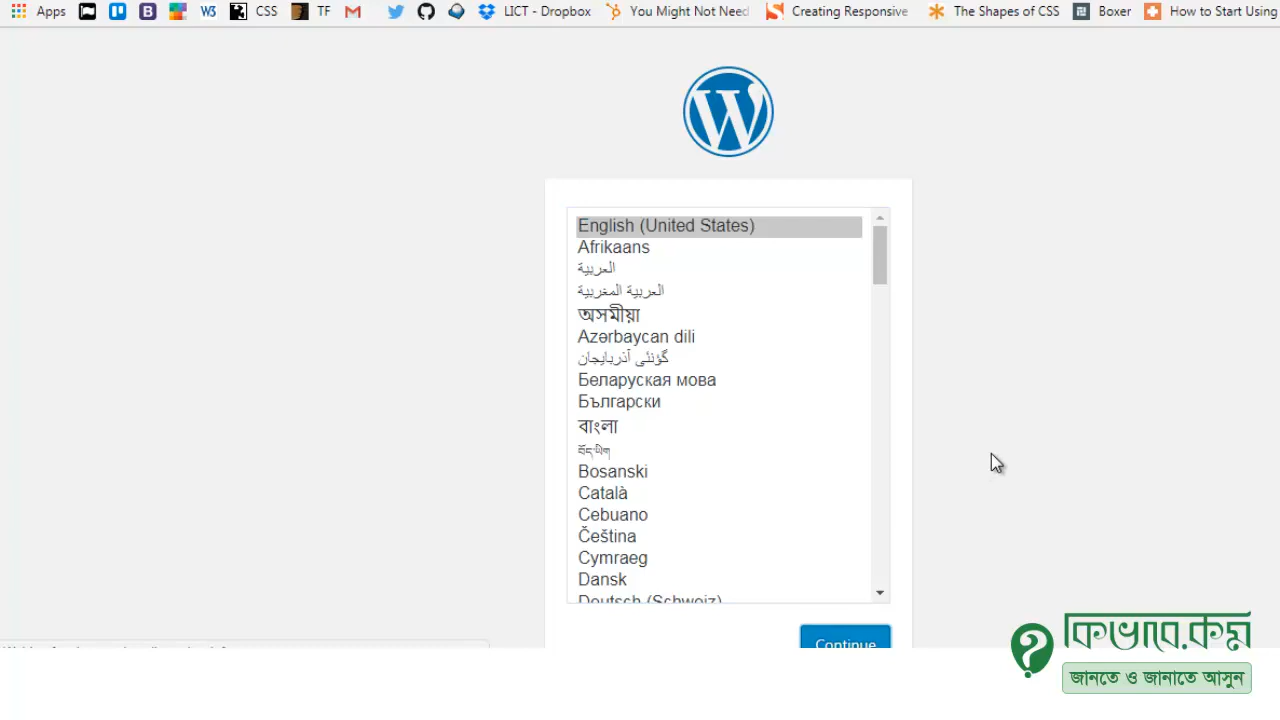 Apps CSS TF LICT - Dropbox You Might Not Need Creating Responsive The Shapes of CSS Boxer How to Start Using
English (United States)
Afrikaans
العربية
العربية المغربية
অসমীয়া
Azərbaycan dili
گؤنئی آذربایجان
Беларуская мова
Български
বাংলা
བོད་ཡིག
Bosanski
Català
Cebuano
Čeština
Cymraeg
Dansk
Deutsch (Schweiz)
Continue
কিভাবে.কম
জানতে ও জানাতে আসুন